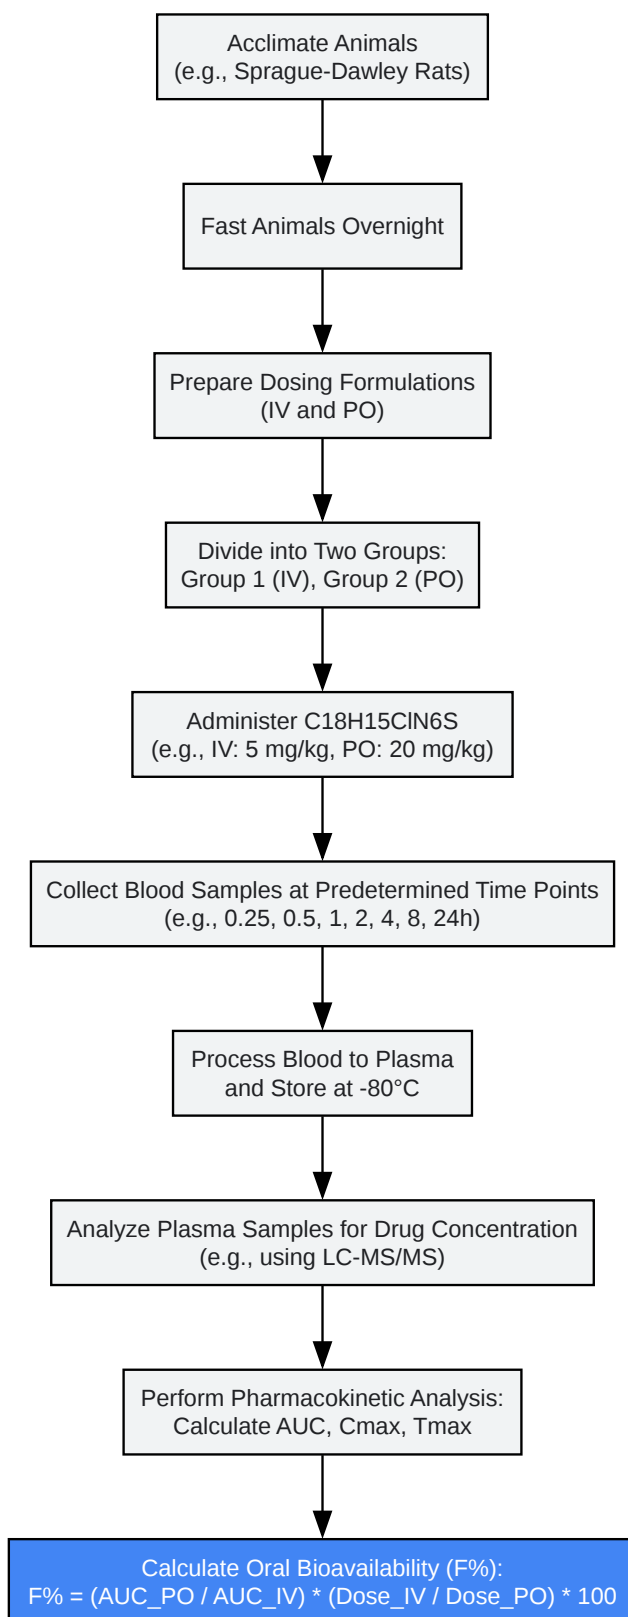 Acclimate Animals
(e.g., Sprague-Dawley Rats)
Fast Animals Overnight
Prepare Dosing Formulations
(IV and PO)
Divide into Two Groups:
Group 1 (IV), Group 2 (PO)
Administer C18H15ClN6S
(e.g., IV: 5 mg/kg, PO: 20 mg/kg)
Collect Blood Samples at Predetermined Time Points
(e.g., 0.25, 0.5, 1, 2, 4, 8, 24h)
Process Blood to Plasma
and Store at -80°C
Analyze Plasma Samples for Drug Concentration
(e.g., using LC-MS/MS)
Perform Pharmacokinetic Analysis:
Calculate AUC, Cmax, Tmax
Calculate Oral Bioavailability (F%):
F% = (AUC_PO / AUC_IV) * (Dose_IV / Dose_PO) * 100